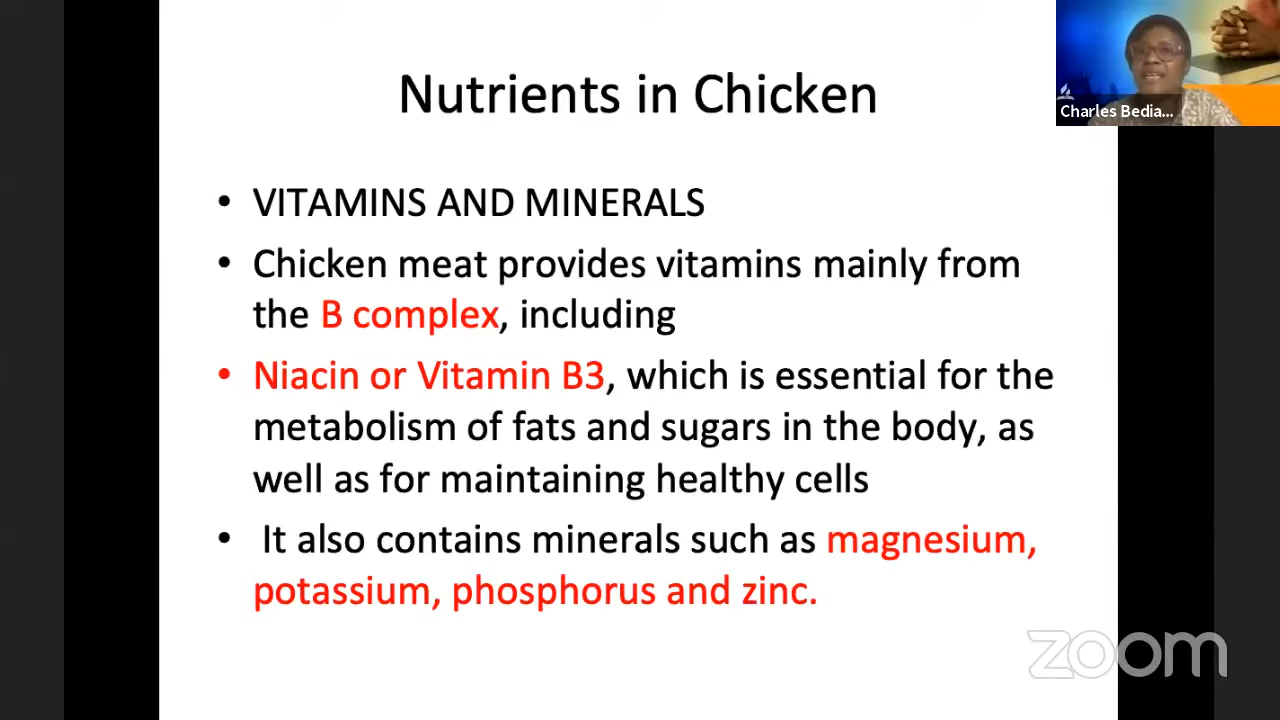 Nutrients in Chicken
Charles Bedia...
• VITAMINS AND MINERALS
• Chicken meat provides vitamins mainly from
the B complex, including
• Niacin or Vitamin B3, which is essential for the
metabolism of fats and sugars in the body, as
well as for maintaining healthy cells
• It also contains minerals such as magnesium,
potassium, phosphorus and zinc.
zoom